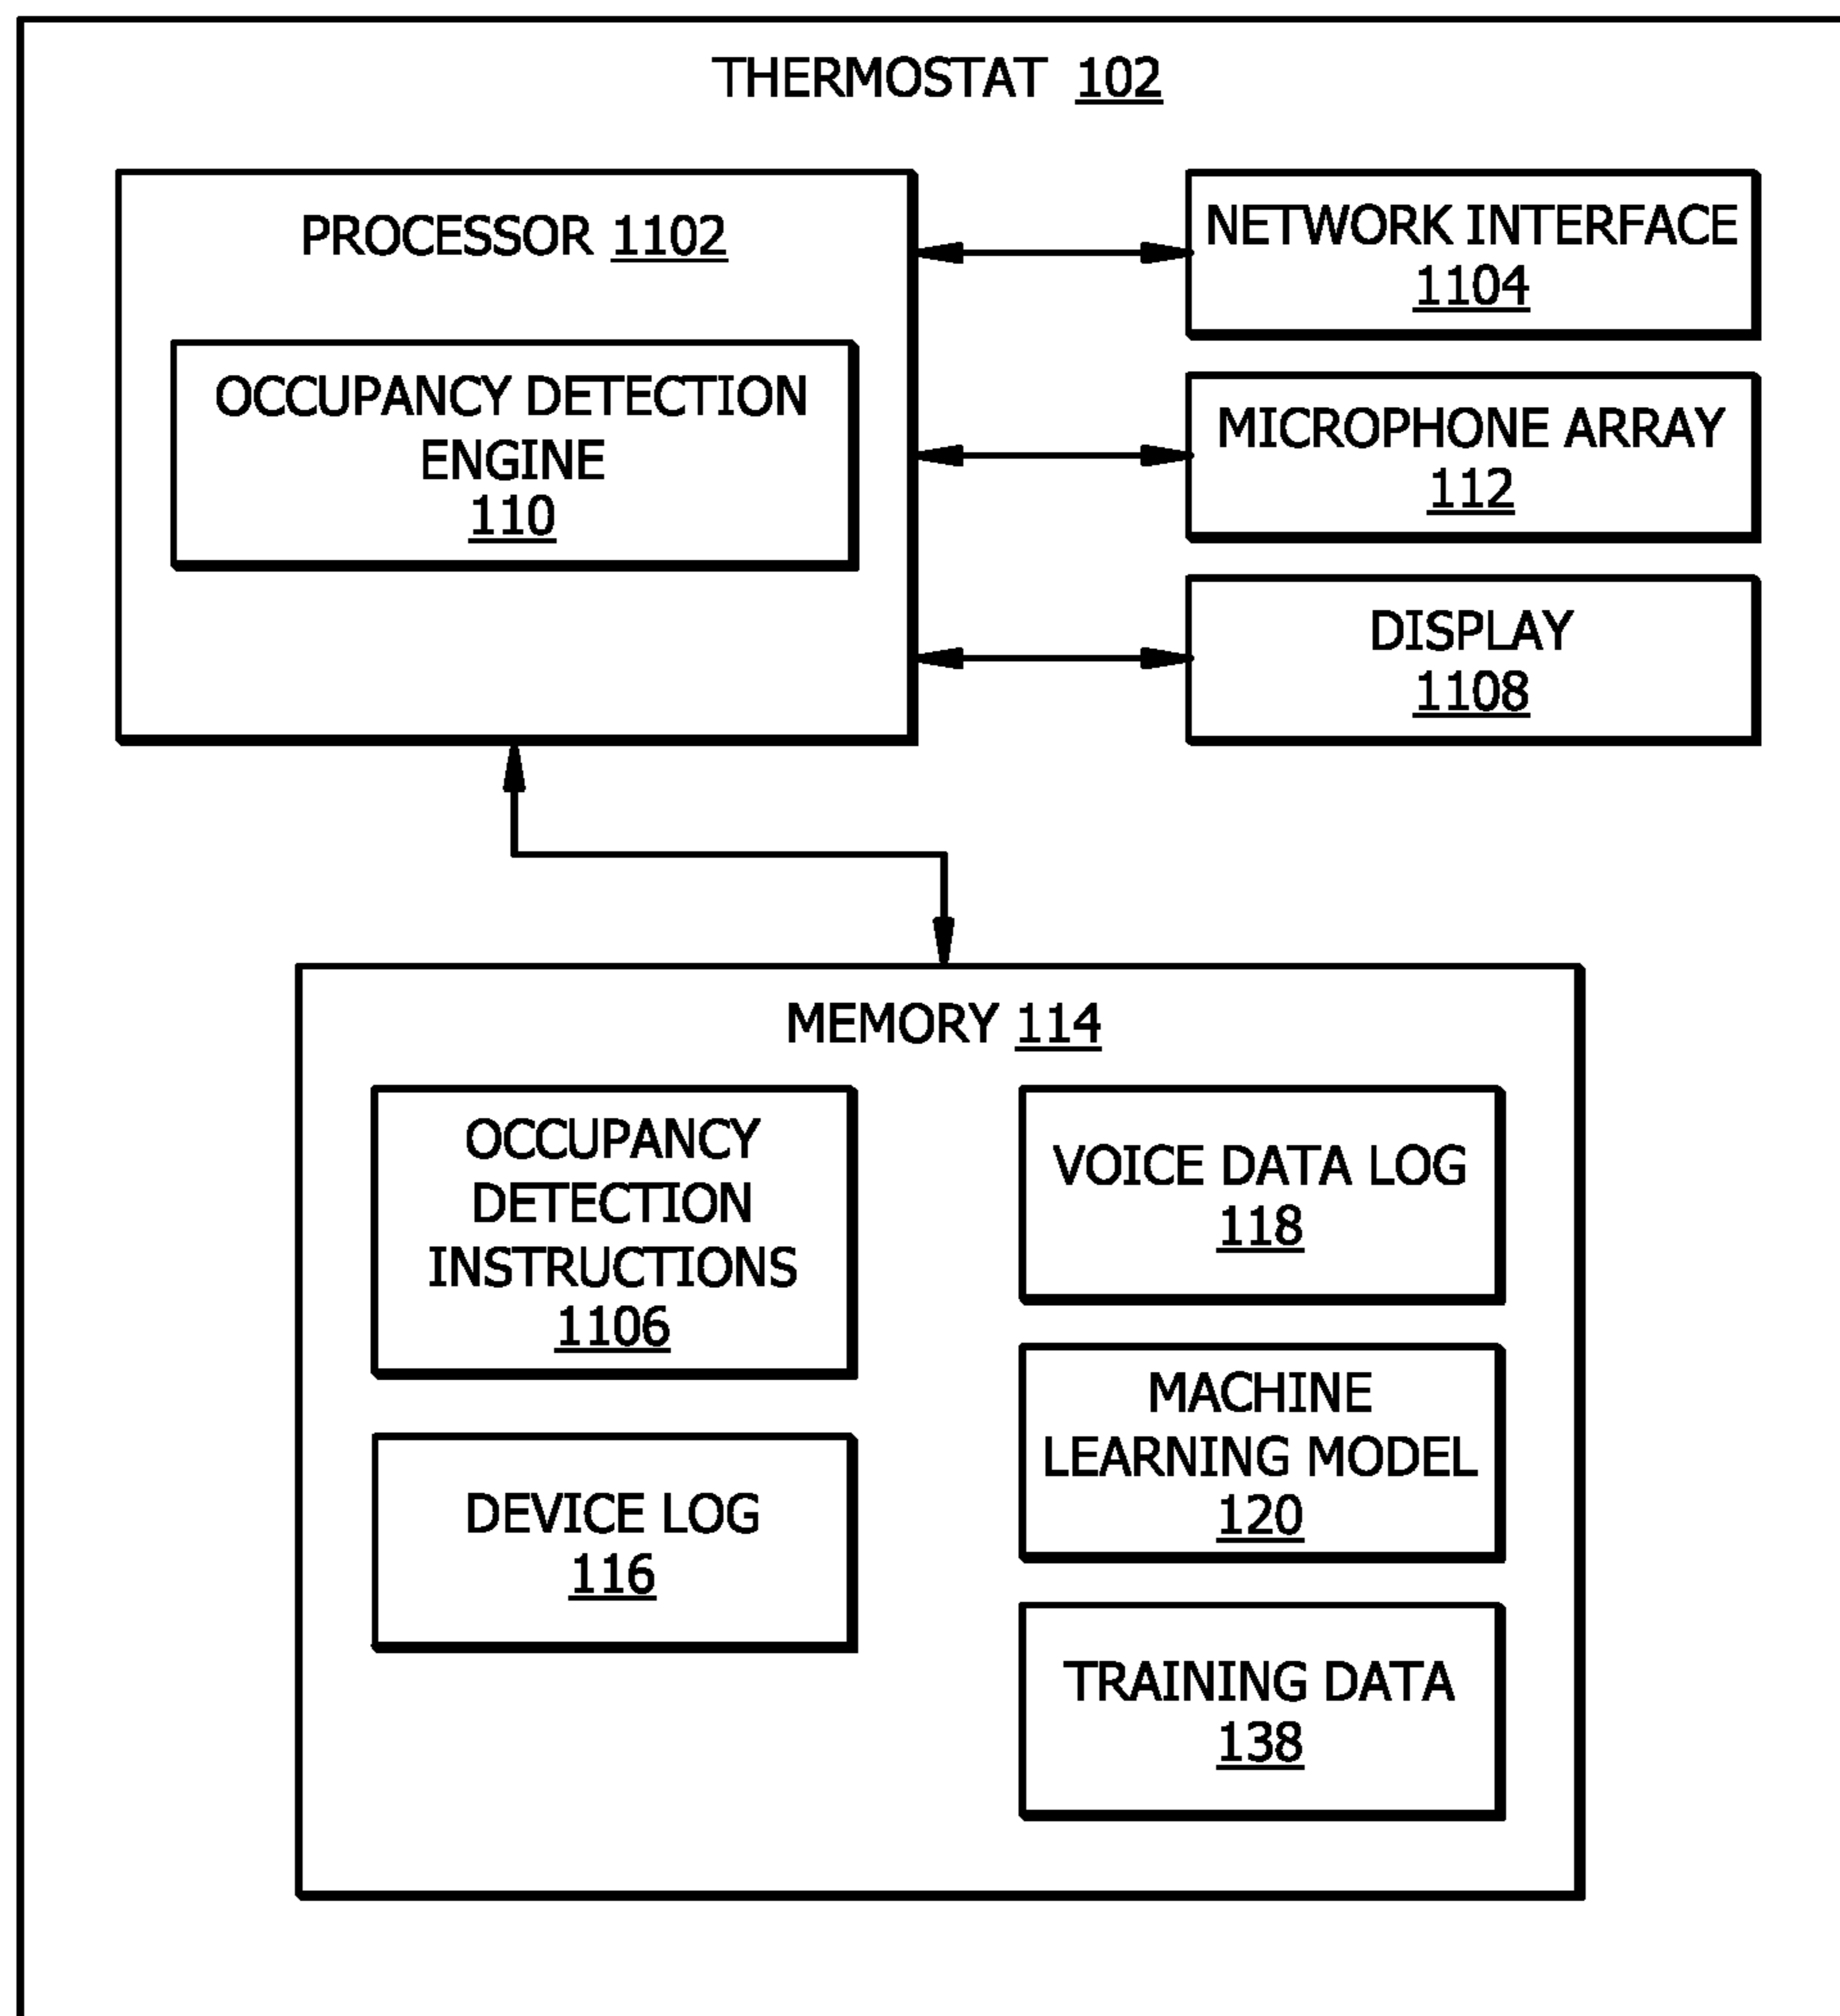 THERMOSTAT 102
PROCESSOR 1102
OCCUPANCY DETECTION
ENGINE
110
NETWORK INTERFACE
1104
MICROPHONE ARRAY
112
DISPLAY
1108
MEMORY 114
OCCUPANCY
DETECTION
INSTRUCTIONS
1106
DEVICE LOG
116
VOICE DATA LOG
118
MACHINE
LEARNING MODEL
120
TRAINING DATA
138